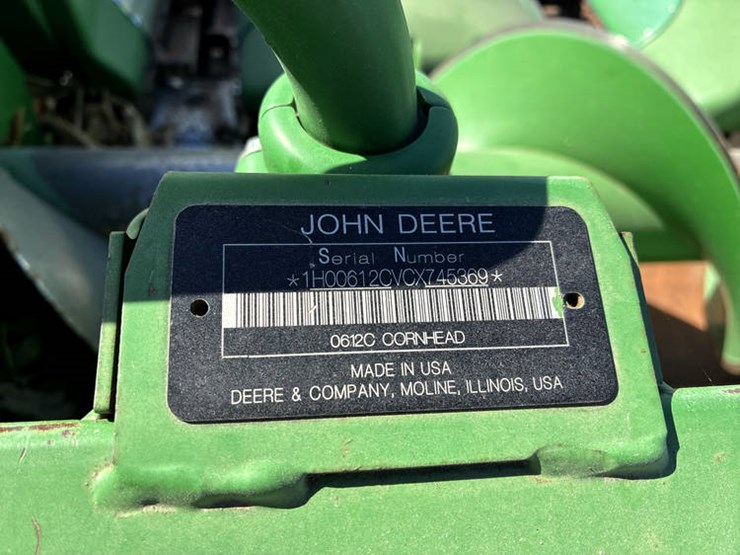 JOHN DEERE
Serial Number
*1H00612CVCX745369*
0612C CORNHEAD
MADE IN USA
DEERE & COMPANY, MOLINE, ILLINOIS, USA